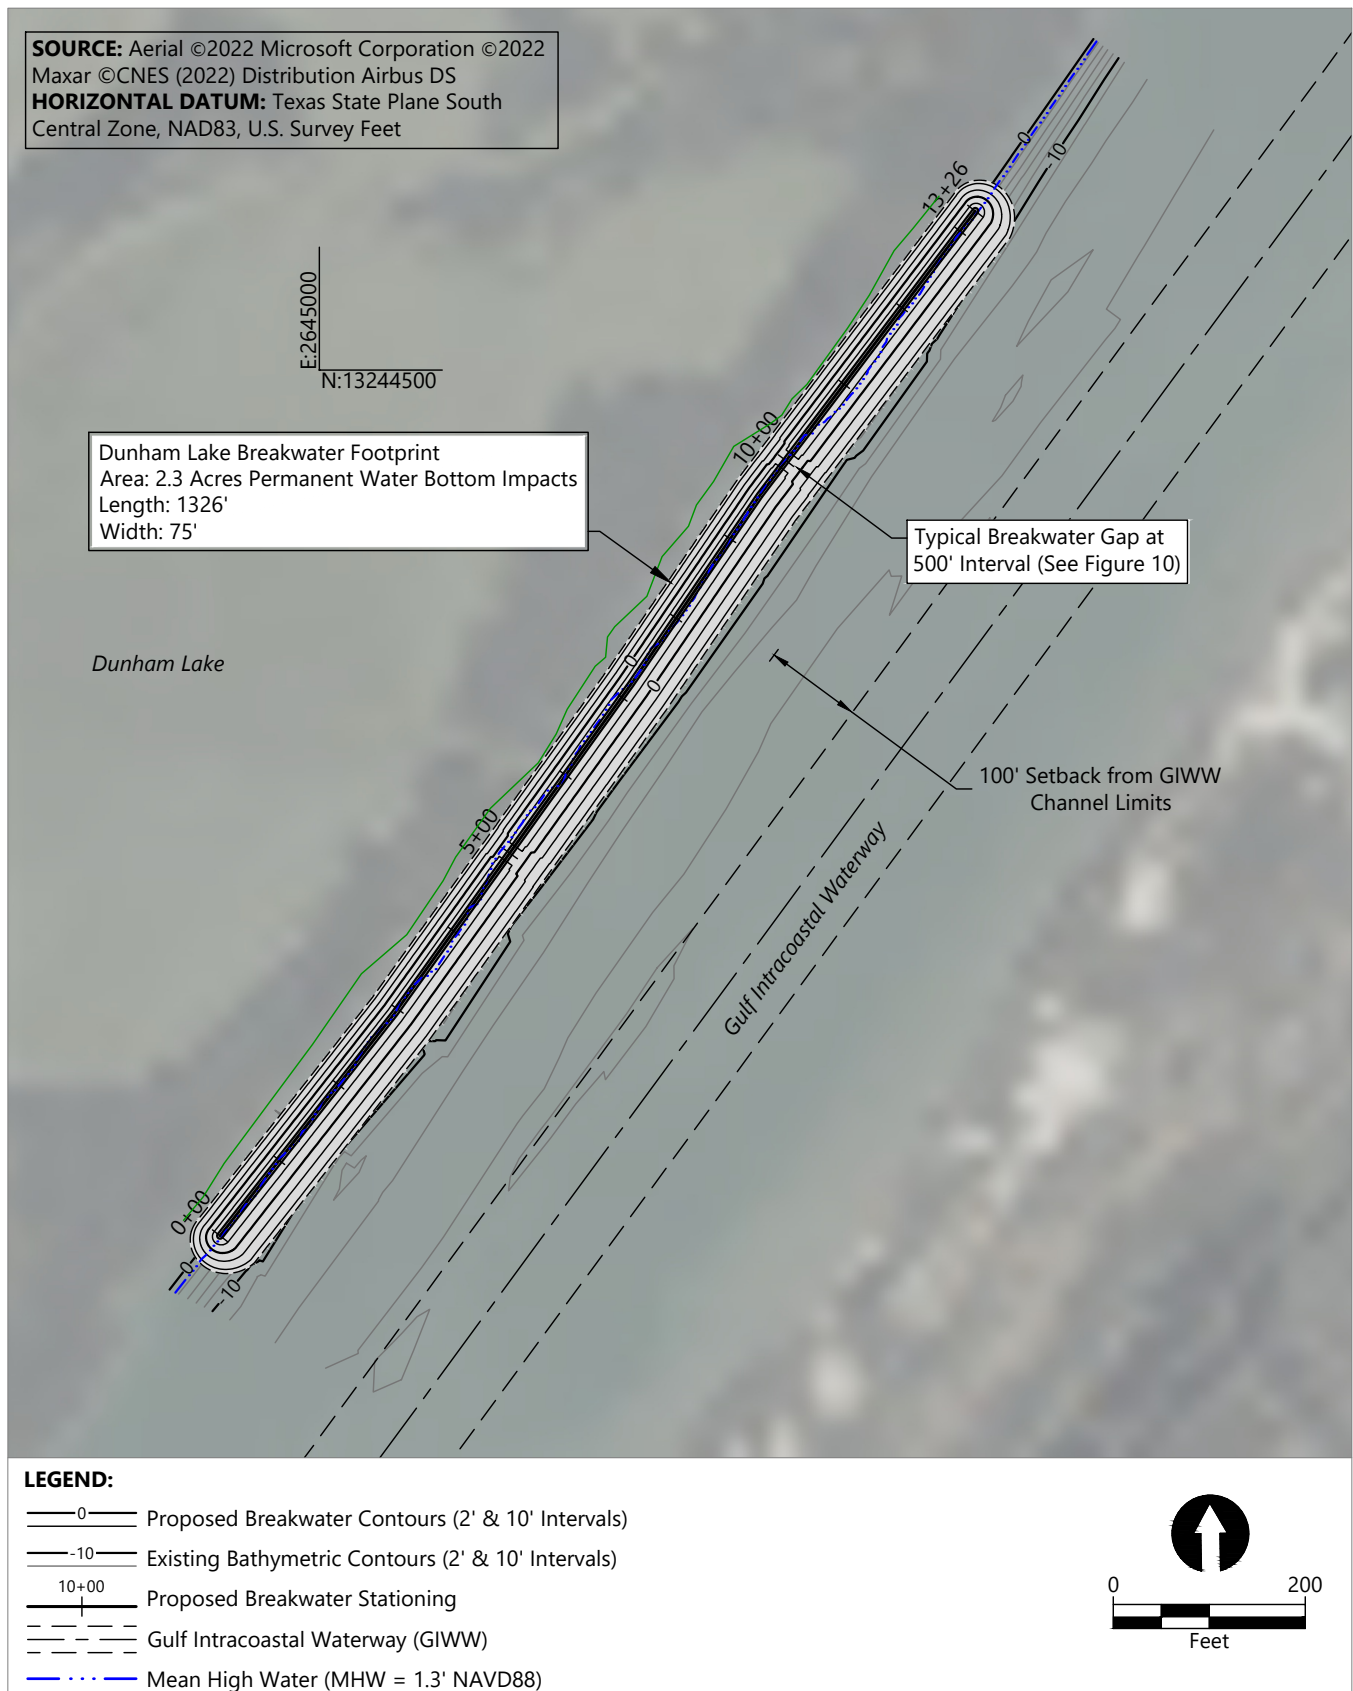 SOURCE: Aerial ©2022 Microsoft Corporation ©2022
Maxar ©CNES (2022) Distribution Airbus DS
HORIZONTAL DATUM: Texas State Plane South
Central Zone, NAD83, U.S. Survey Feet
0
-10
13+26
E:2645000
N:13244500
10+00
Dunham Lake Breakwater Footprint
Area: 2.3 Acres Permanent Water Bottom Impacts
Length: 1326'
Width: 75'
Typical Breakwater Gap at
500' Interval (See Figure 10)
Dunham Lake
0
0
100' Setback from GIWW
Channel Limits
5+00
Gulf Intracoastal Waterway
0+00
0
-10
LEGEND:
0
Proposed Breakwater Contours (2' & 10' Intervals)
-10
Existing Bathymetric Contours (2' & 10' Intervals)
10+00
Proposed Breakwater Stationing
Gulf Intracoastal Waterway (GIWW)
Mean High Water (MHW = 1.3' NAVD88)
0 200
Feet